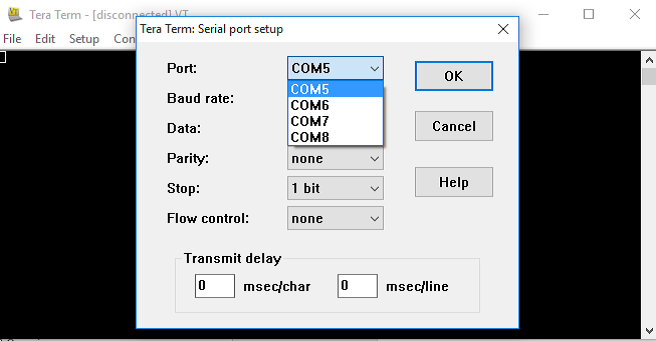 Tera Term - [disconnected] VT
File Edit Setup
Tera Term: Serial port setup
Port: COM5
COM5
COM6
COM7
COM8
Baud rate:
Data:
Parity: none
Stop: 1 bit
Flow control: none
OK
Cancel
Help
Transmit delay
0 msec/char 0 msec/line